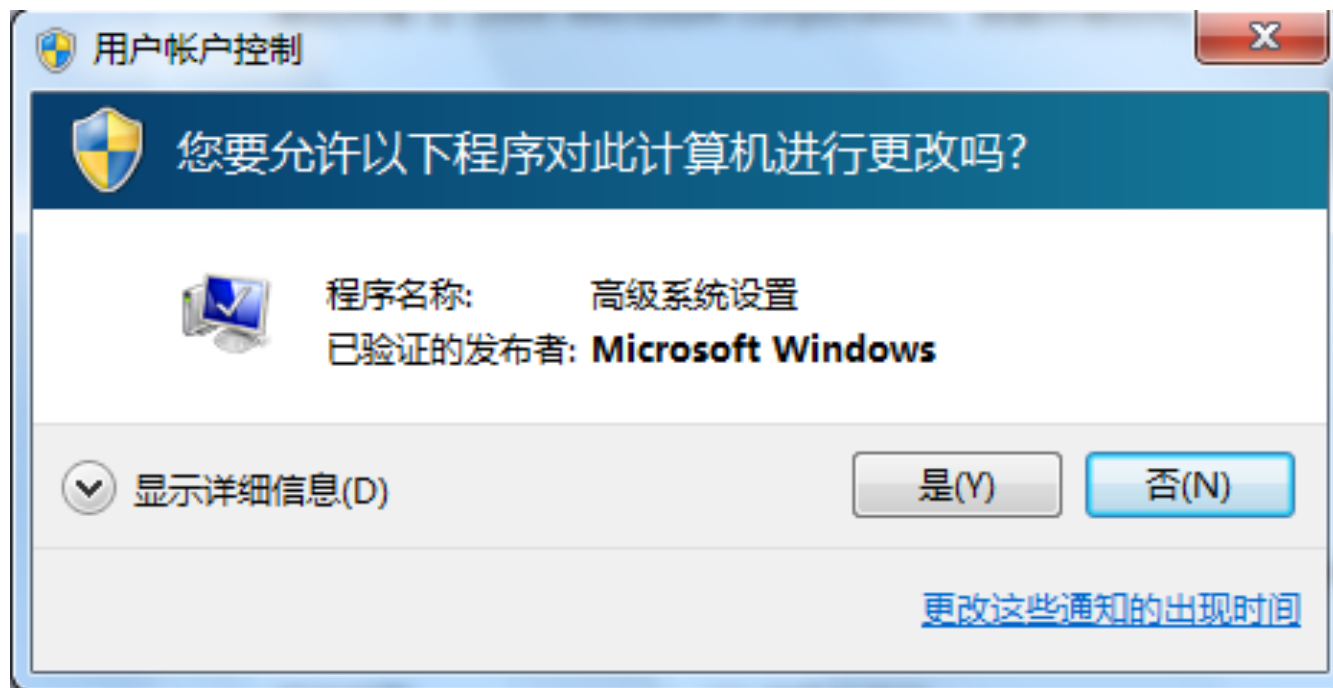 用户帐户控制
您要允许以下程序对此计算机进行更改吗?
程序名称: 高级系统设置
已验证的发布者: Microsoft Windows
显示详细信息(D) 是(Y) 否(N)
更改这些通知的出现时间